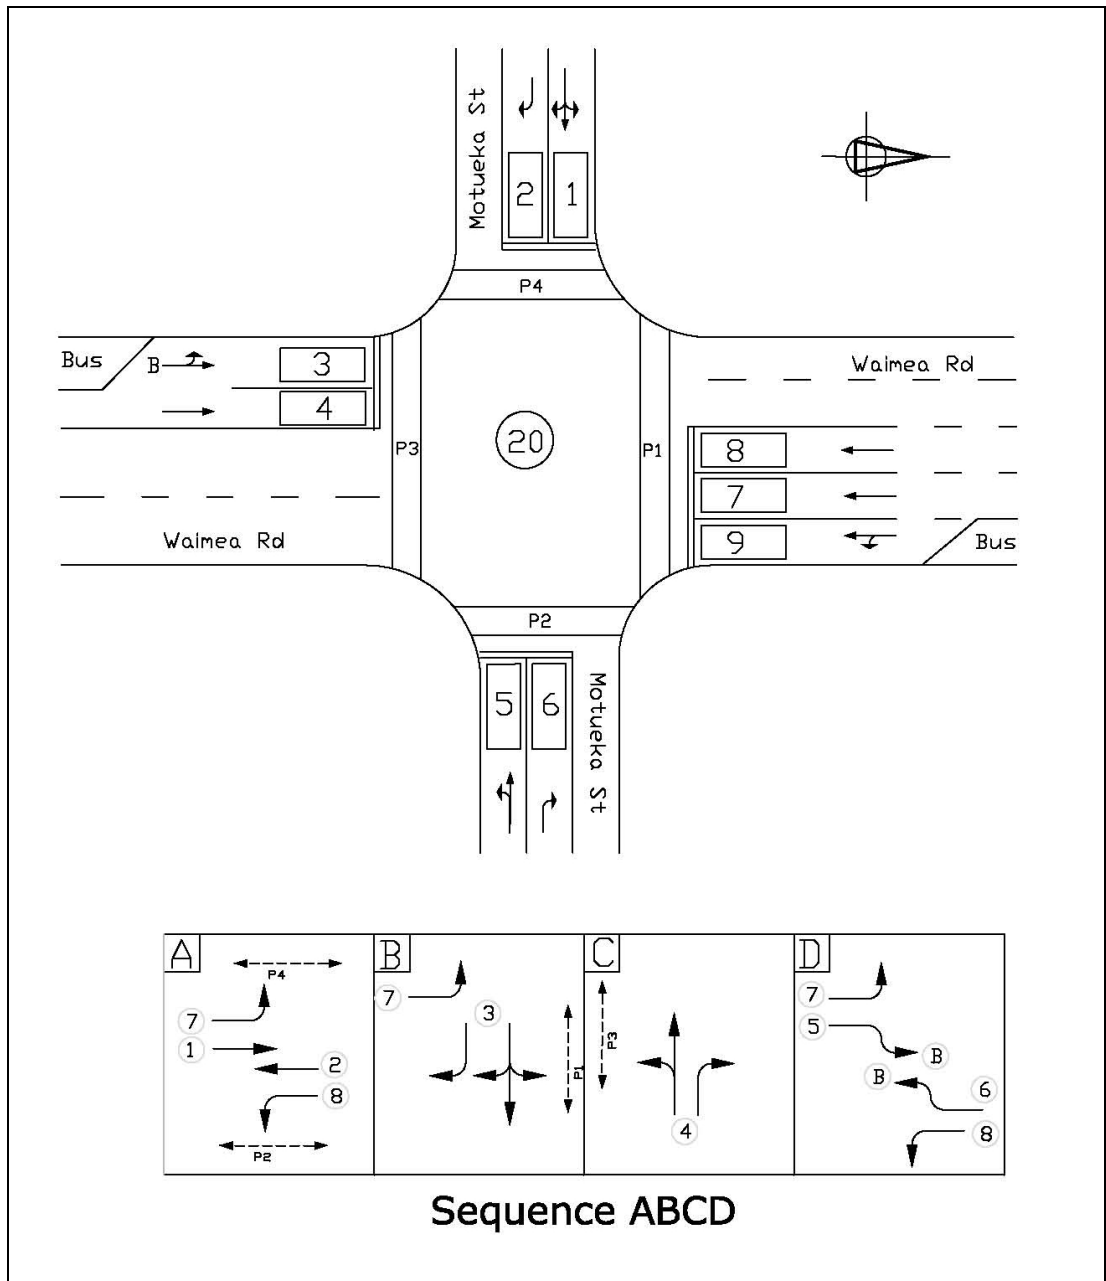 Motueka St
2 1
P4
Bus B 3
Waimea Rd
4
20
P3
P1
8
7
Waimea Rd
9
Bus
P2
5 6
Motueka St
A B C D
P4
7
1
2
8
P2
7
3
P1
P3
4
7
5
B
B
6
8
Sequence ABCD